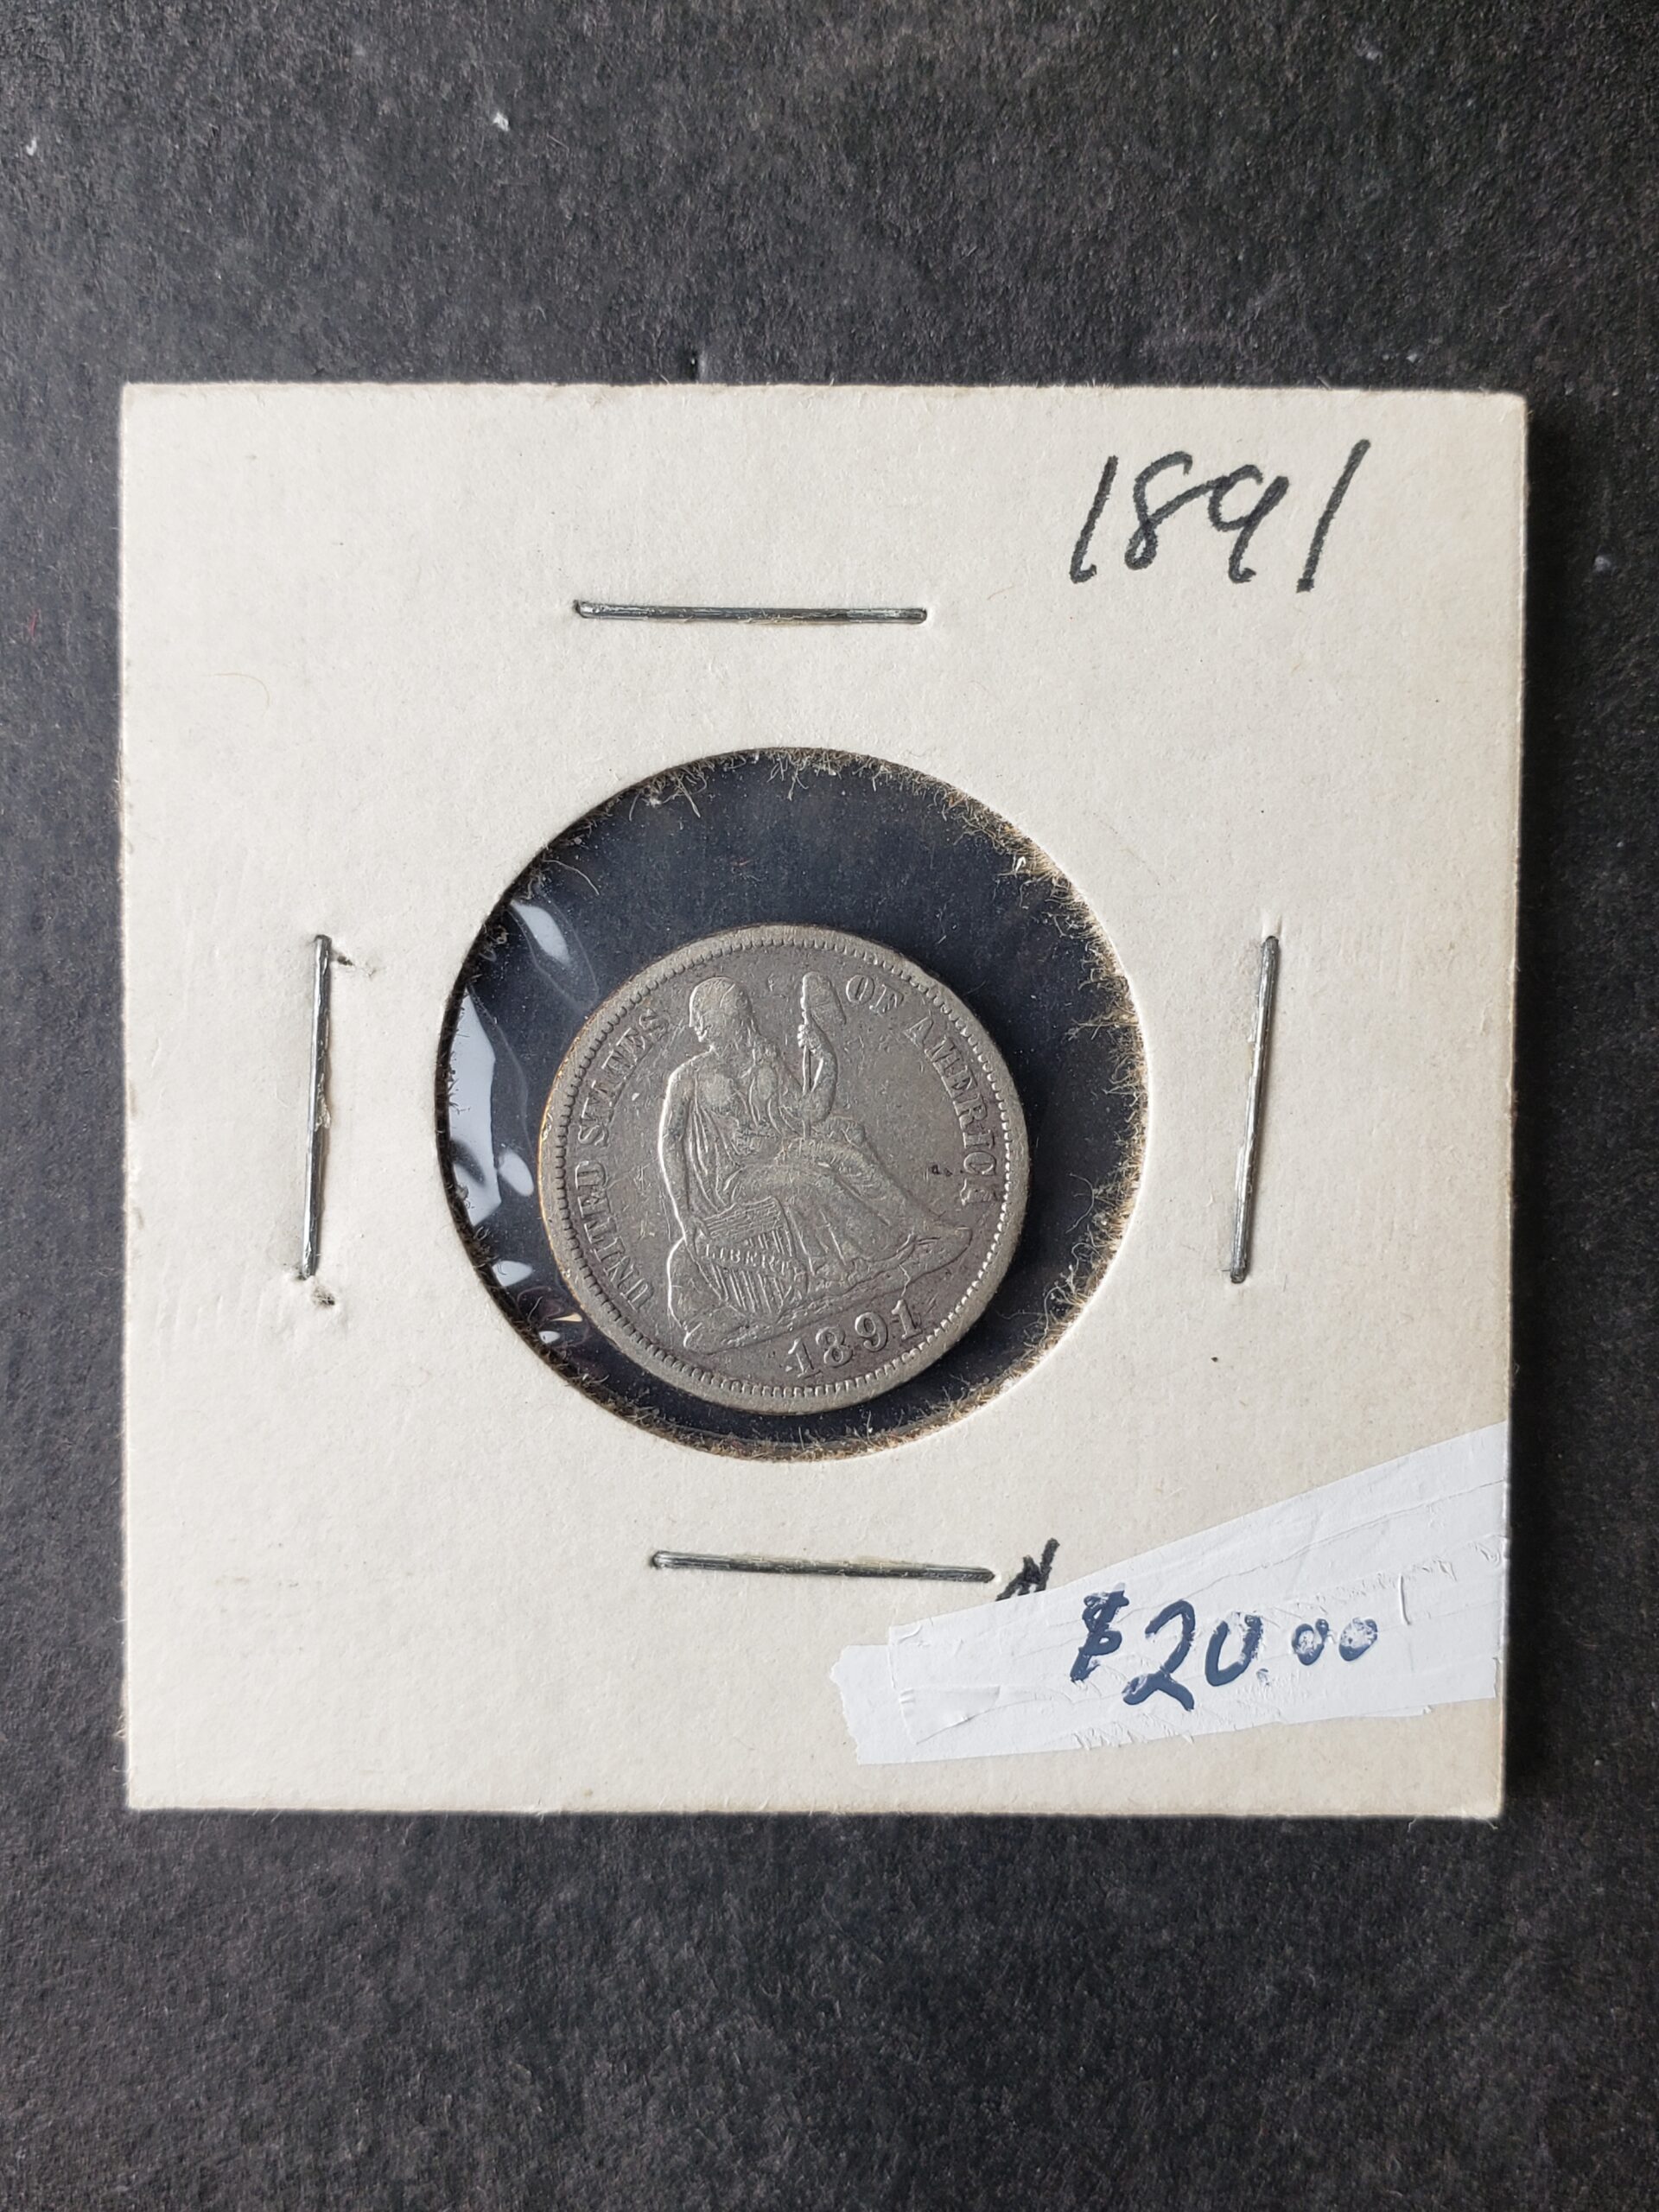 1891
UNITED STATES OF AMERICA
LIBERTY
1891
$20.00